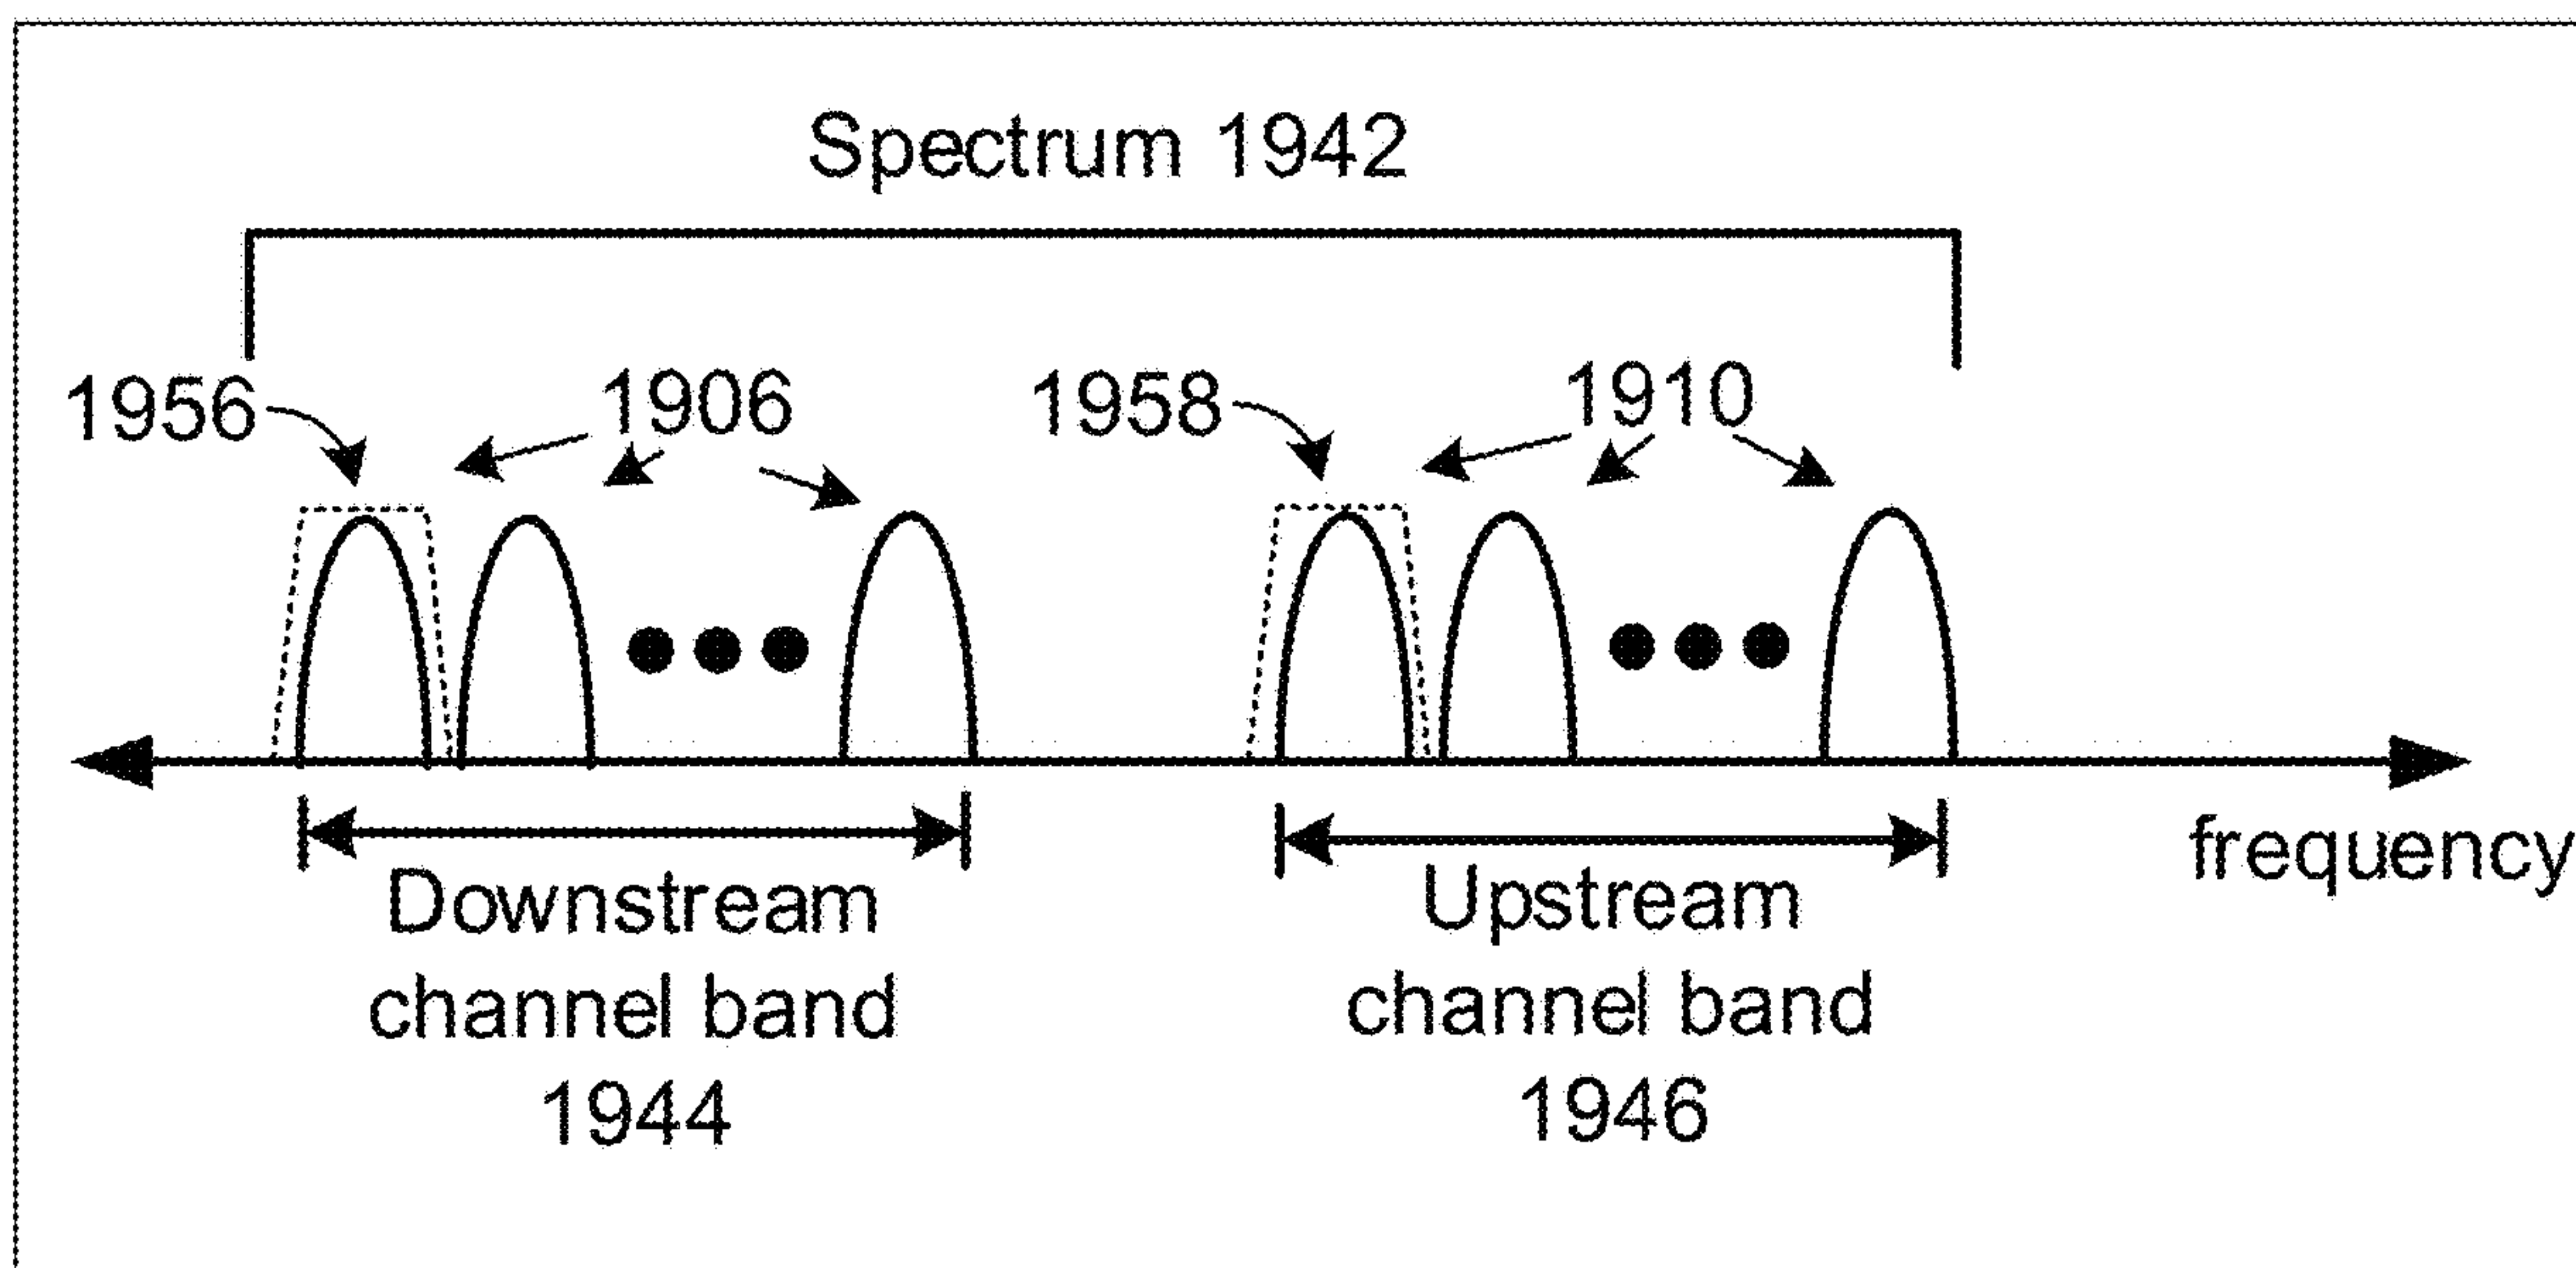 Spectrum 1942
1956
1906
1958
1910
frequency
Downstream
channel band
1944
Upstream
channel band
1946